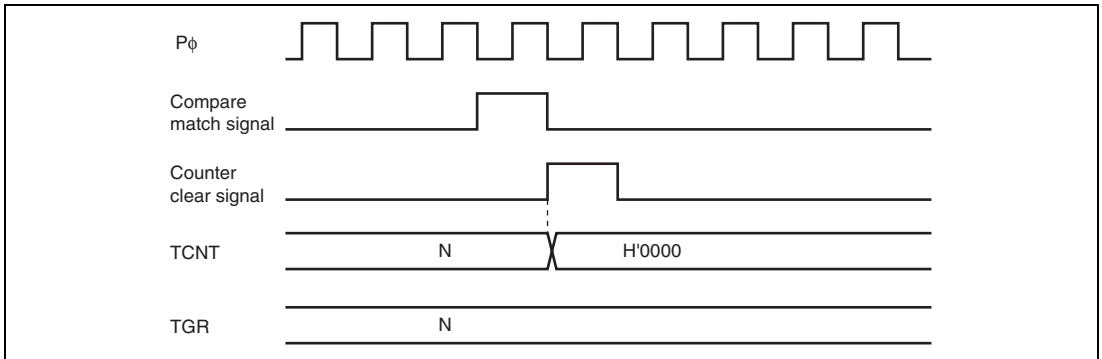 Pϕ
Compare
match signal
Counter
clear signal
TCNT
N
H'0000
TGR
N